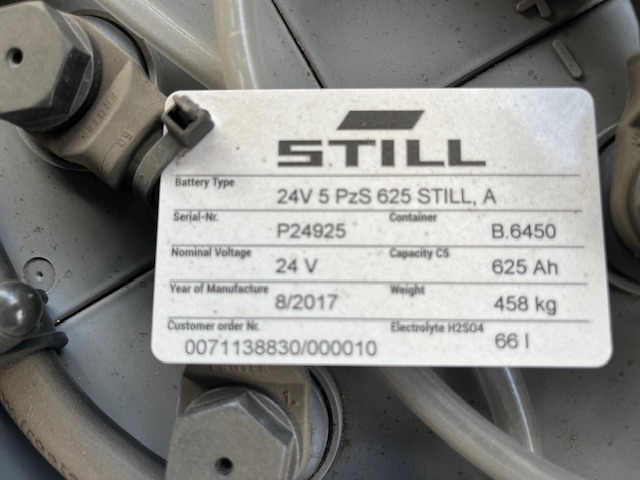 STILL
Battery Type
24V 5 PzS 625 STILL, A
Serial-Nr. P24925 Container B.6450
Nominal Voltage 24 V Capacity C5 625 Ah
Year of Manufacture 8/2017 Weight 458 kg
Customer order Nr. 0071138830/000010 Electrolyte H2SO4 66 l